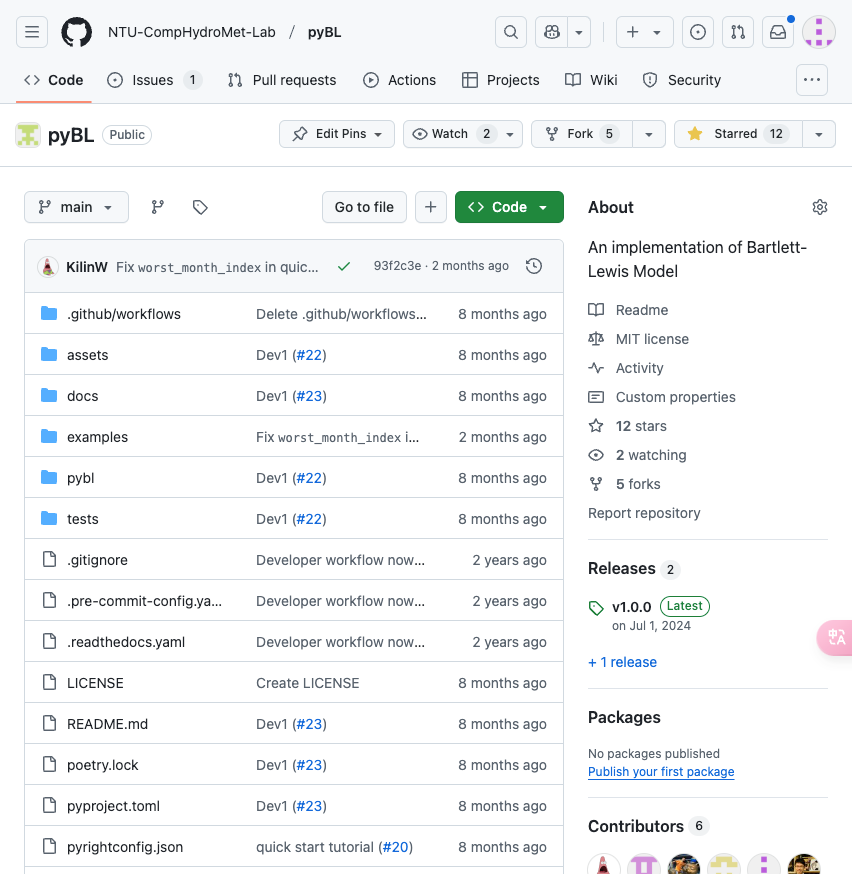 NTU-CompHydroMet-Lab / pyBL
Code Issues 1 Pull requests Actions Projects Wiki Security
pyBL Public Edit Pins Watch 2 Fork 5 Starred 12
main Go to file Code
KilinW Fix worst_month_index in quic... 93f2c3e · 2 months ago
.github/workflows Delete .github/workflows... 8 months ago
assets Dev1 (#22) 8 months ago
docs Dev1 (#23) 8 months ago
examples Fix worst_month_index i... 2 months ago
pybl Dev1 (#22) 8 months ago
tests Dev1 (#22) 8 months ago
.gitignore Developer workflow now... 2 years ago
.pre-commit-config.ya... Developer workflow now... 2 years ago
.readthedocs.yaml Developer workflow now... 2 years ago
LICENSE Create LICENSE 8 months ago
README.md Dev1 (#23) 8 months ago
poetry.lock Dev1 (#23) 8 months ago
pyproject.toml Dev1 (#23) 8 months ago
pyrightconfig.json quick start tutorial (#20) 8 months ago
About
An implementation of Bartlett-
Lewis Model
Readme
MIT license
Activity
Custom properties
12 stars
2 watching
5 forks
Report repository
Releases 2
v1.0.0 Latest
on Jul 1, 2024
+ 1 release
Packages
No packages published
Publish your first package
Contributors 6
中A